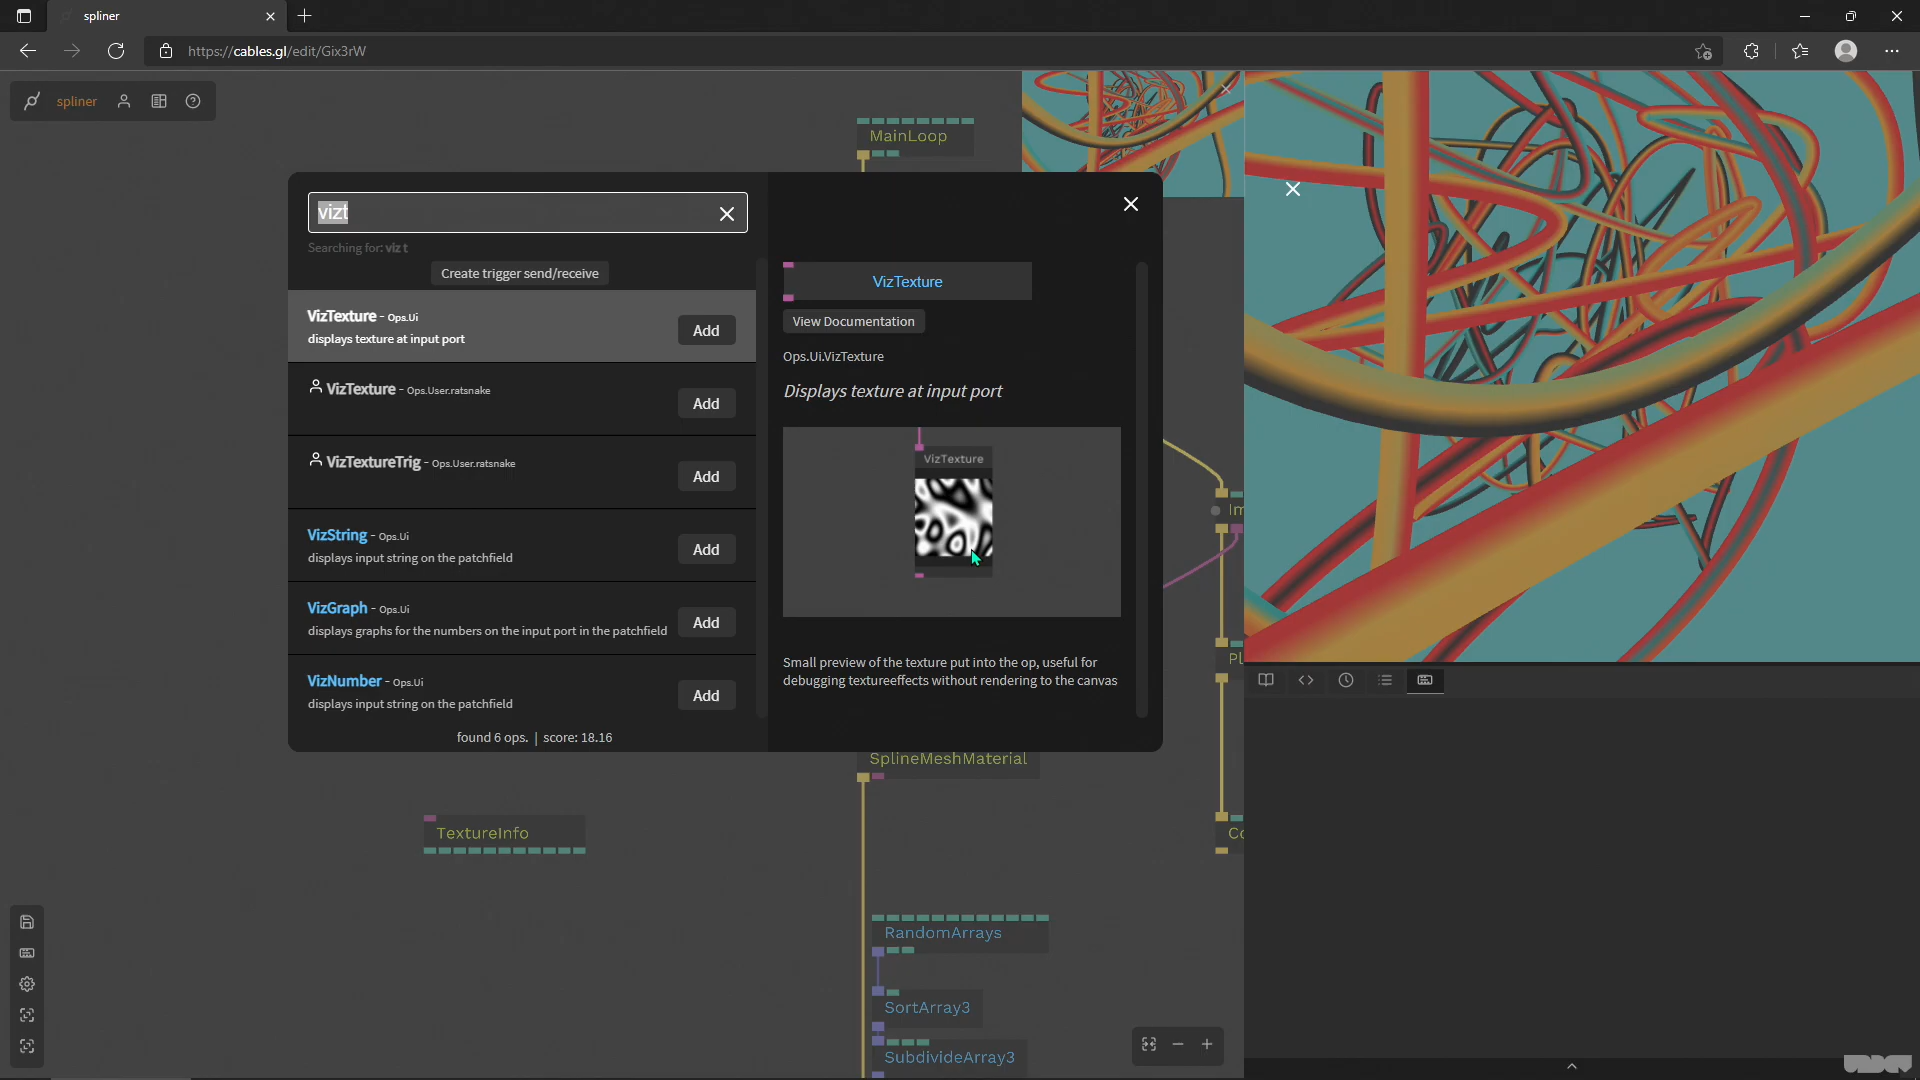 spliner
https://cables.gl/edit/Gix3rW
spliner
MainLoop
vizt
Searching for: viz t
Create trigger send/receive
VizTexture - Ops.Ui
displays texture at input port
Add
VizTexture - Ops.User.ratsnake
Add
VizTextureTrig - Ops.User.ratsnake
Add
VizString - Ops.Ui
displays input string on the patchfield
Add
VizGraph - Ops.Ui
displays graphs for the numbers on the input port in the patchfield
Add
VizNumber - Ops.Ui
displays input string on the patchfield
Add
found 6 ops. | score: 18.16
VizTexture
View Documentation
Ops.Ui.VizTexture
Displays texture at input port
VizTexture
Small preview of the texture put into the op, useful for
debugging textureeffects without rendering to the canvas
Im
Pl
Co
SplineMeshMaterial
TextureInfo
RandomArrays
SortArray3
SubdivideArray3